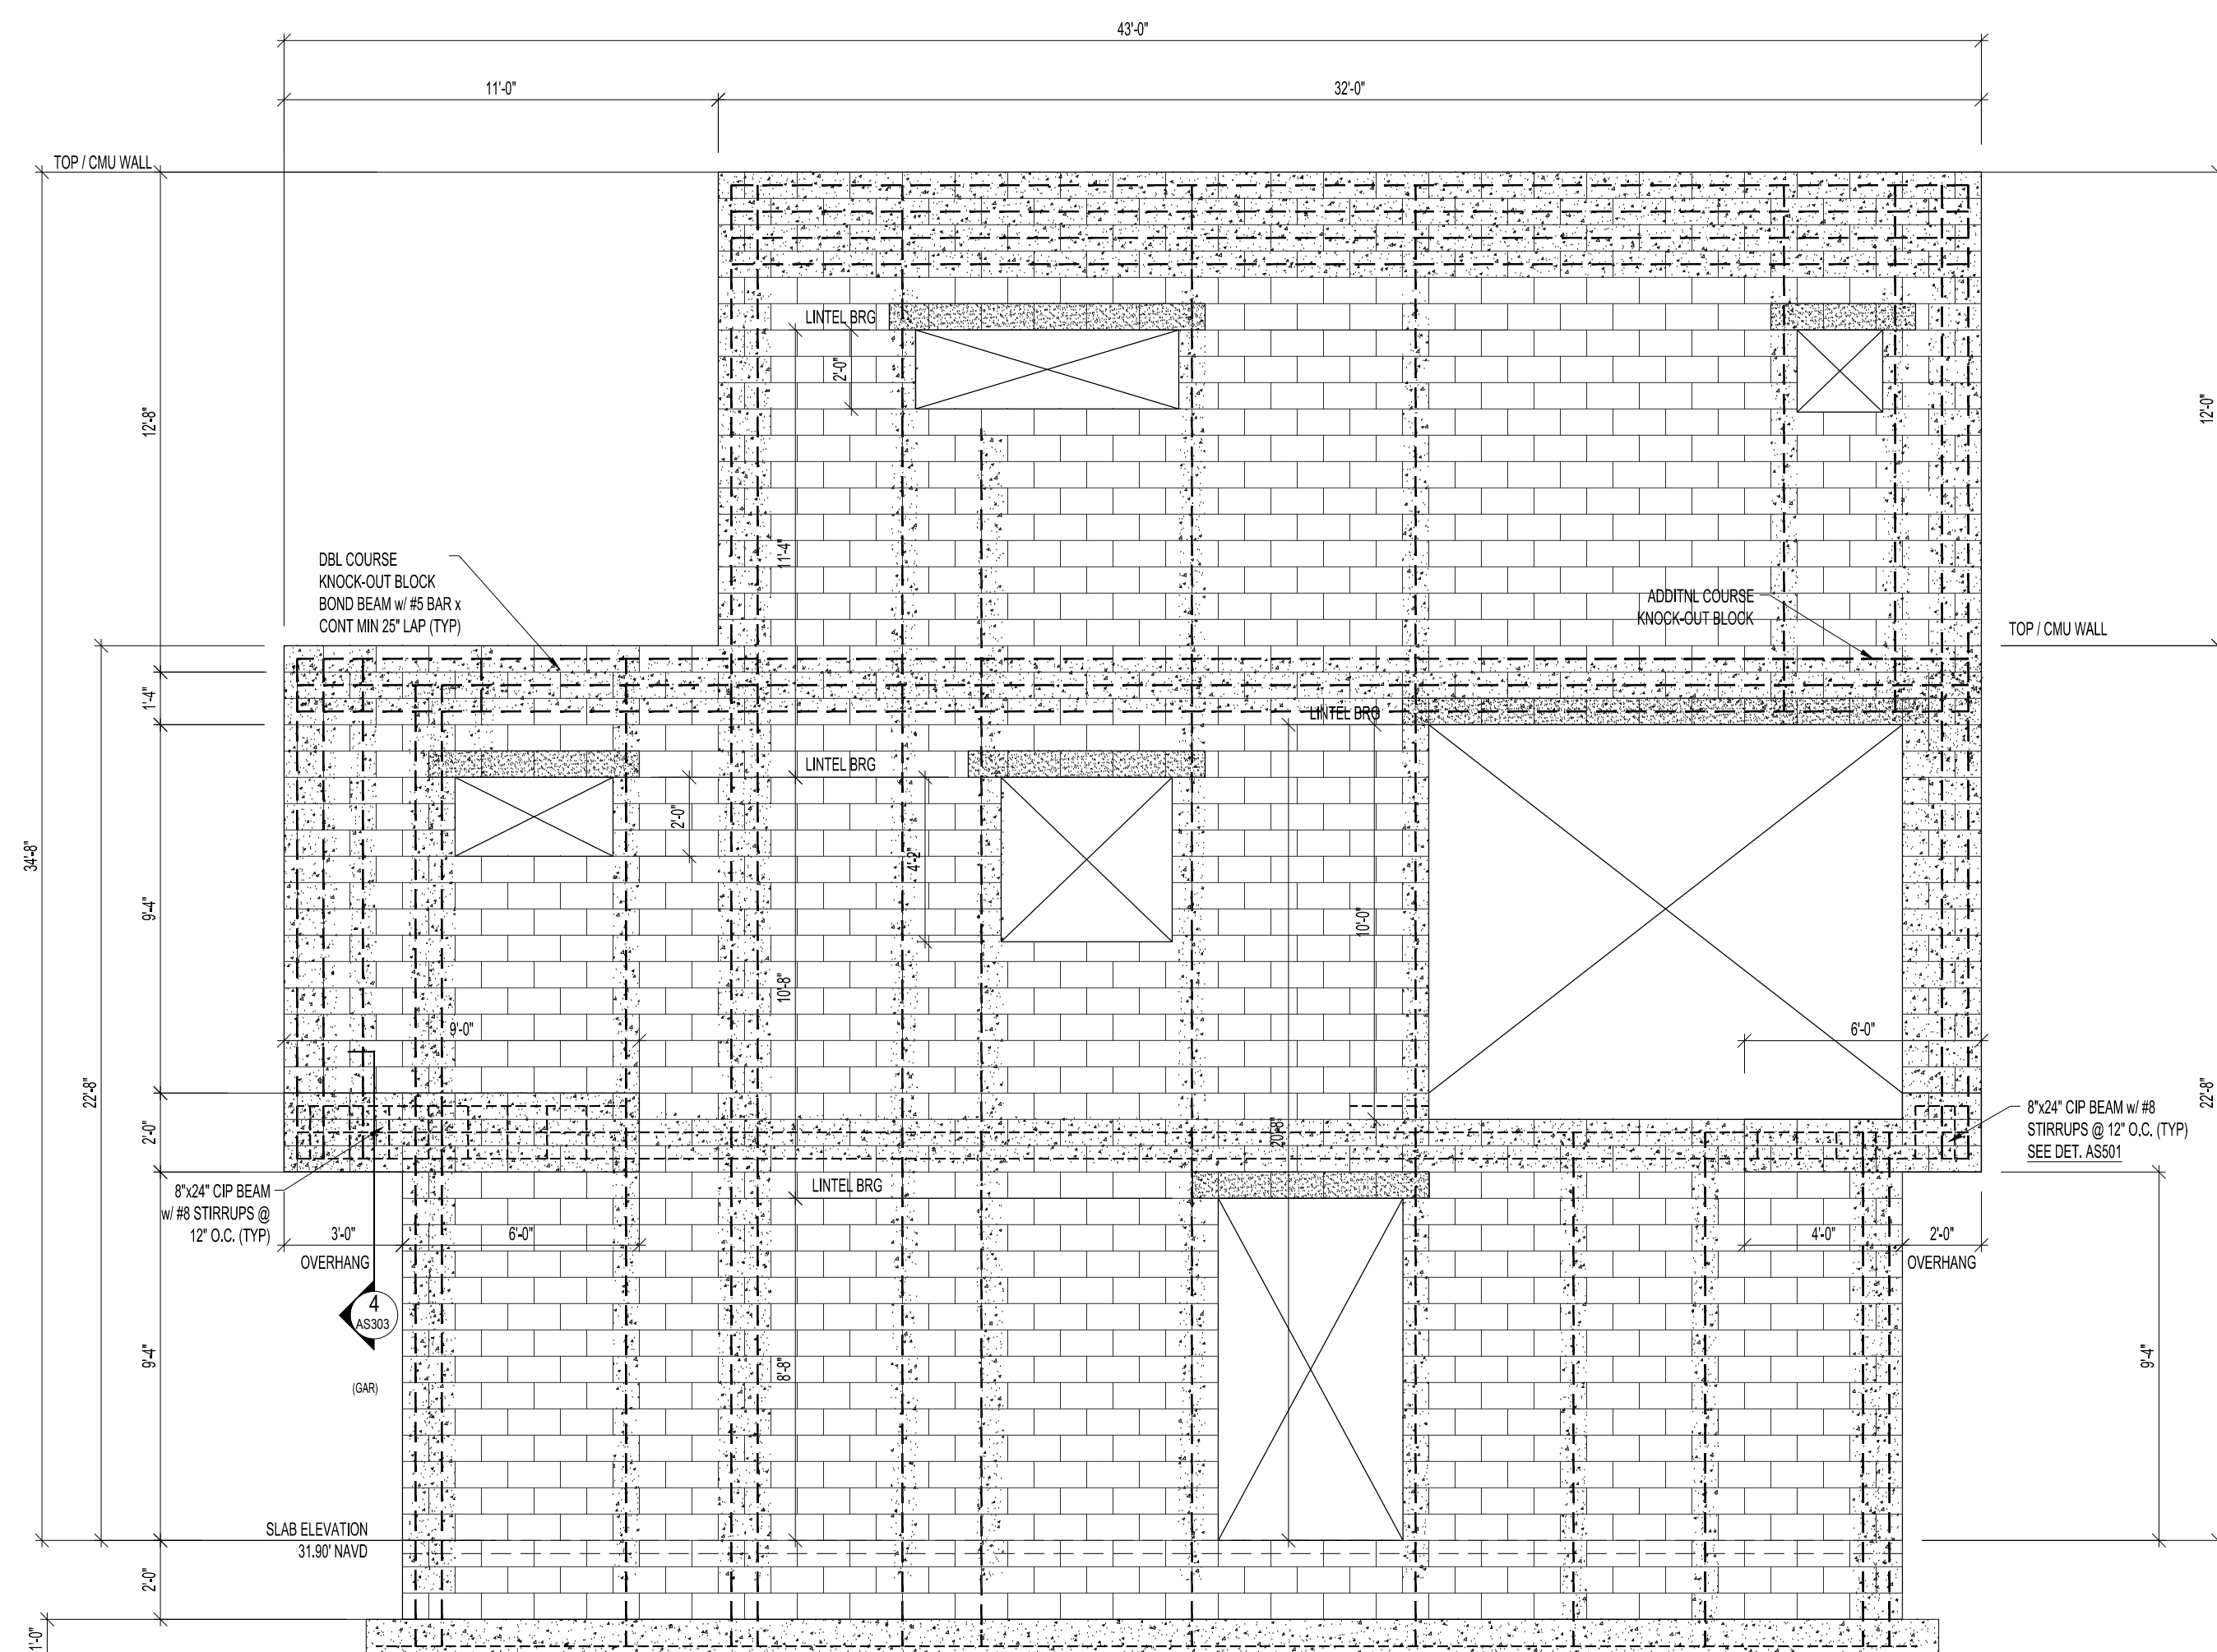 43'-0"
11'-0"
32'-0"
TOP / CMU WALL
LINTEL BRG
2'-0"
12'-8"
12'-0"
11'-4"
DBL COURSE
KNOCK-OUT BLOCK
BOND BEAM w/ #5 BAR x
CONT MIN 25" LAP (TYP)
ADDITNL COURSE
KNOCK-OUT BLOCK
TOP / CMU WALL
1'-4"
LINTEL BRG
LINTEL BRG
2'-0"
4'-2"
34'-8"
9'-4"
10'-0"
10'-8"
9'-0"
6'-0"
22'-8"
22'-8"
2'-0"
20'-8"
8"x24" CIP BEAM w/ #8
STIRRUPS @ 12" O.C. (TYP)
SEE DET. AS501
8"x24" CIP BEAM
w/ #8 STIRRUPS @
12" O.C. (TYP)
LINTEL BRG
3'-0"
6'-0"
4'-0"
2'-0"
OVERHANG
OVERHANG
4
AS303
9'-4"
8'-8"
9'-4"
(GAR)
SLAB ELEVATION
31.90' NAVD
2'-0"
1'-0"